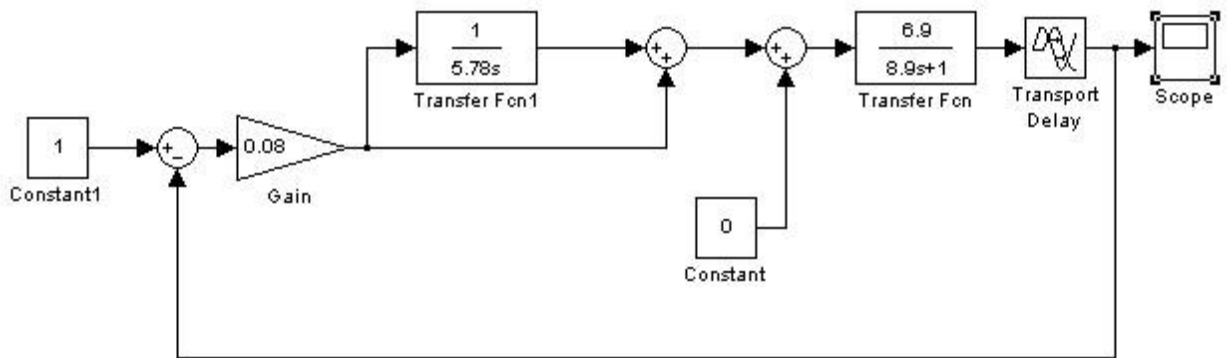 1
5.78s
Transfer Fcn1
6.9
8.9s+1
Transfer Fcn
Transport
Delay
Scope
1
Constant1
+
−
0.08
Gain
+
+
+
+
0
Constant